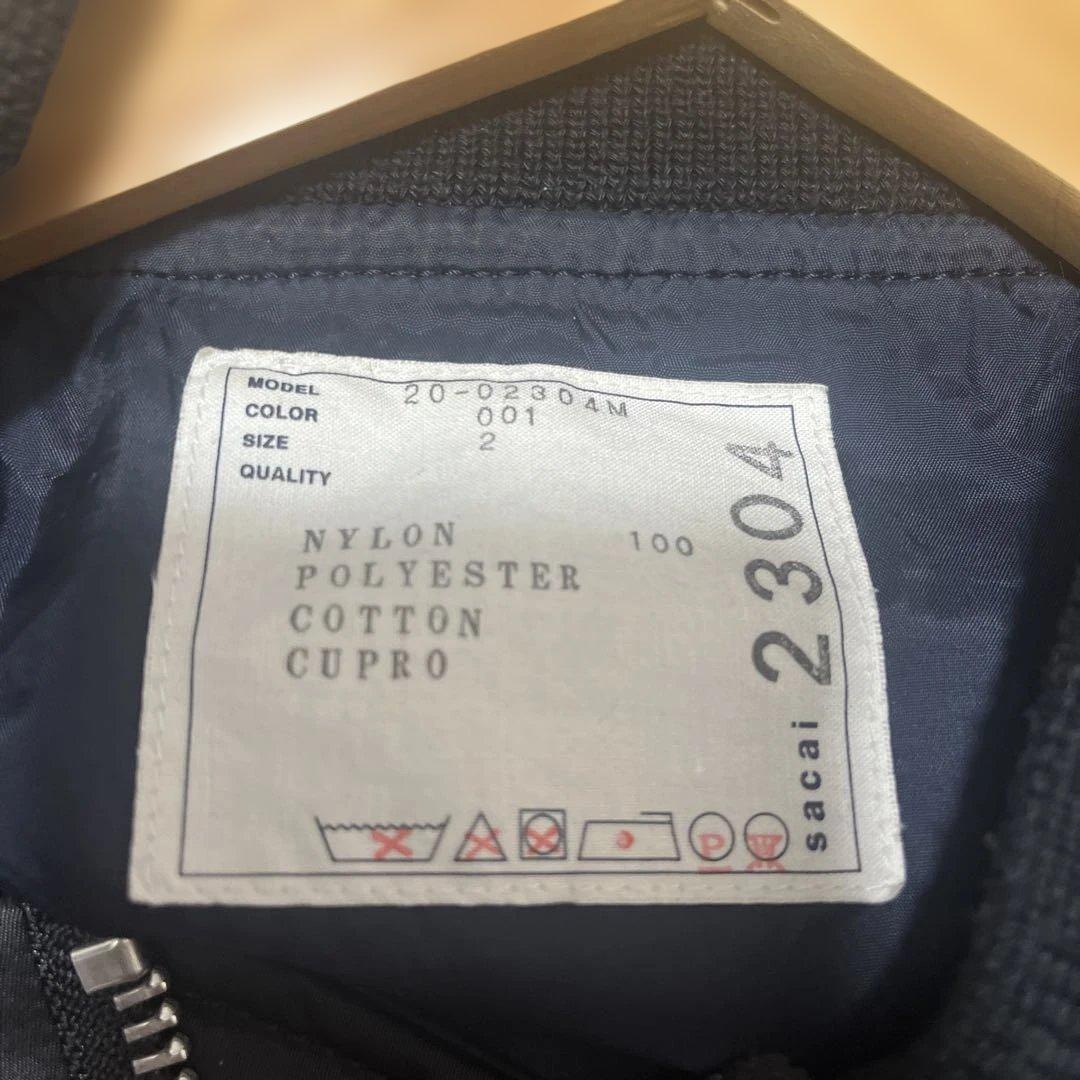 MODEL 20-02304M
COLOR 001
SIZE 2
QUALITY
NYLON 100
POLYESTER
COTTON
CUPRO
sacai 2304
P
W